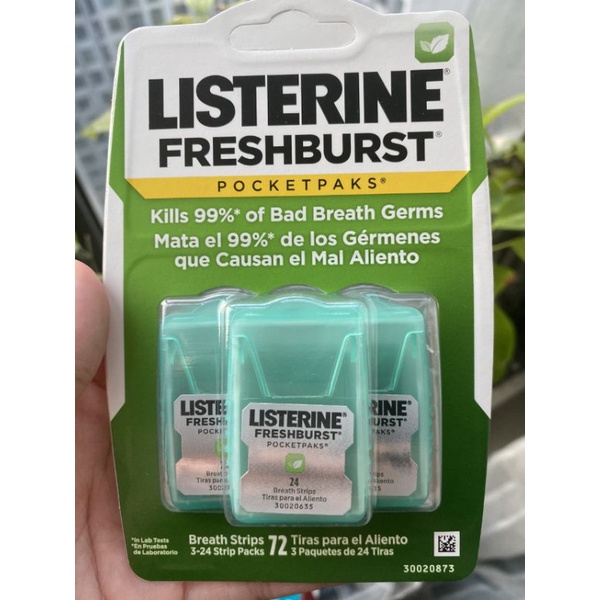 LISTERINE®
FRESHBURST®
POCKETPAKS®
Kills 99%* of Bad Breath Germs
Mata el 99%* de los Gérmenes
que Causan el Mal Aliento
LISTERINE®
FRESHBURST®
POCKETPAKS®
24
Breath Strips
Tiras para el Aliento
30020635
*In Lab Tests
*En Pruebas
de Laboratorio
Breath Strips 72 Tiras para el Aliento
3-24 Strip Packs 3 Paquetes de 24 Tiras
30020873